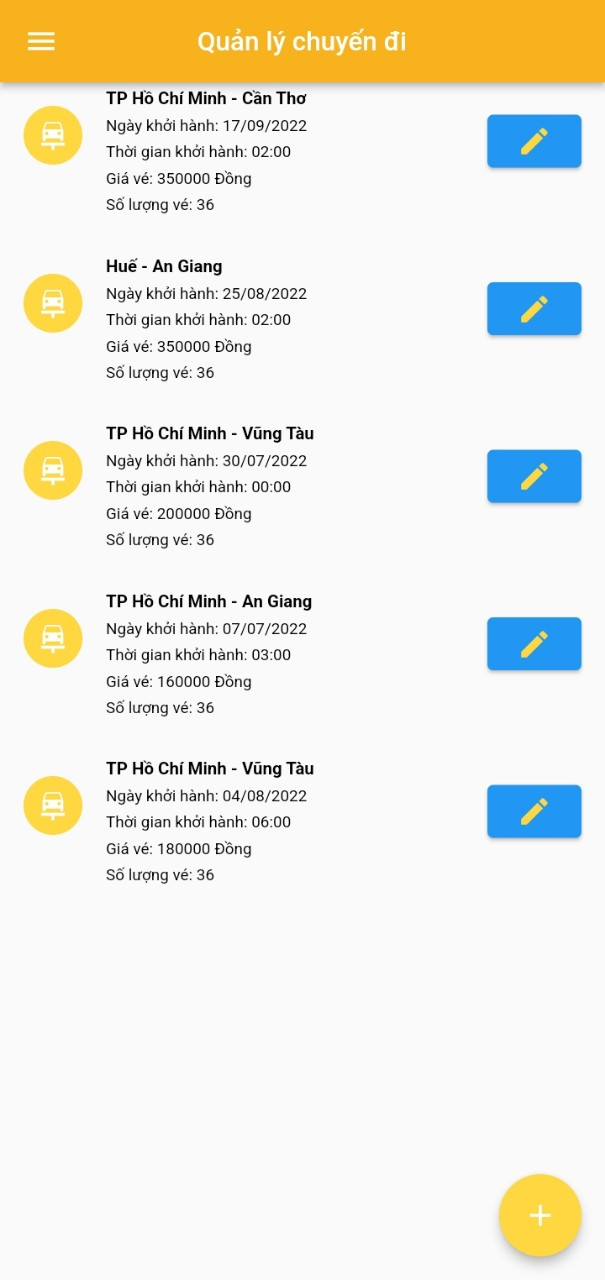 Quản lý chuyến đi
TP Hồ Chí Minh - Cần Thơ
Ngày khởi hành: 17/09/2022
Thời gian khởi hành: 02:00
Giá vé: 350000 Đồng
Số lượng vé: 36
Huế - An Giang
Ngày khởi hành: 25/08/2022
Thời gian khởi hành: 02:00
Giá vé: 350000 Đồng
Số lượng vé: 36
TP Hồ Chí Minh - Vũng Tàu
Ngày khởi hành: 30/07/2022
Thời gian khởi hành: 00:00
Giá vé: 200000 Đồng
Số lượng vé: 36
TP Hồ Chí Minh - An Giang
Ngày khởi hành: 07/07/2022
Thời gian khởi hành: 03:00
Giá vé: 160000 Đồng
Số lượng vé: 36
TP Hồ Chí Minh - Vũng Tàu
Ngày khởi hành: 04/08/2022
Thời gian khởi hành: 06:00
Giá vé: 180000 Đồng
Số lượng vé: 36